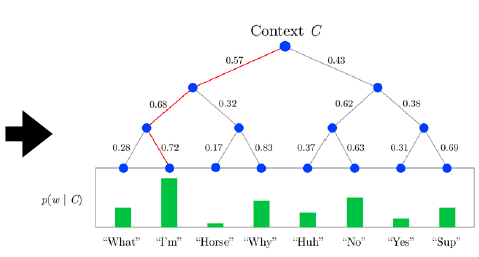 Context C
0.57 0.43
0.68 0.32 0.62 0.38
0.28 0.72 0.17 0.83 0.37 0.63 0.31 0.69
p(w | C)
“What” “I'm” “Horse” “Why” “Huh” “No” “Yes” “Sup”